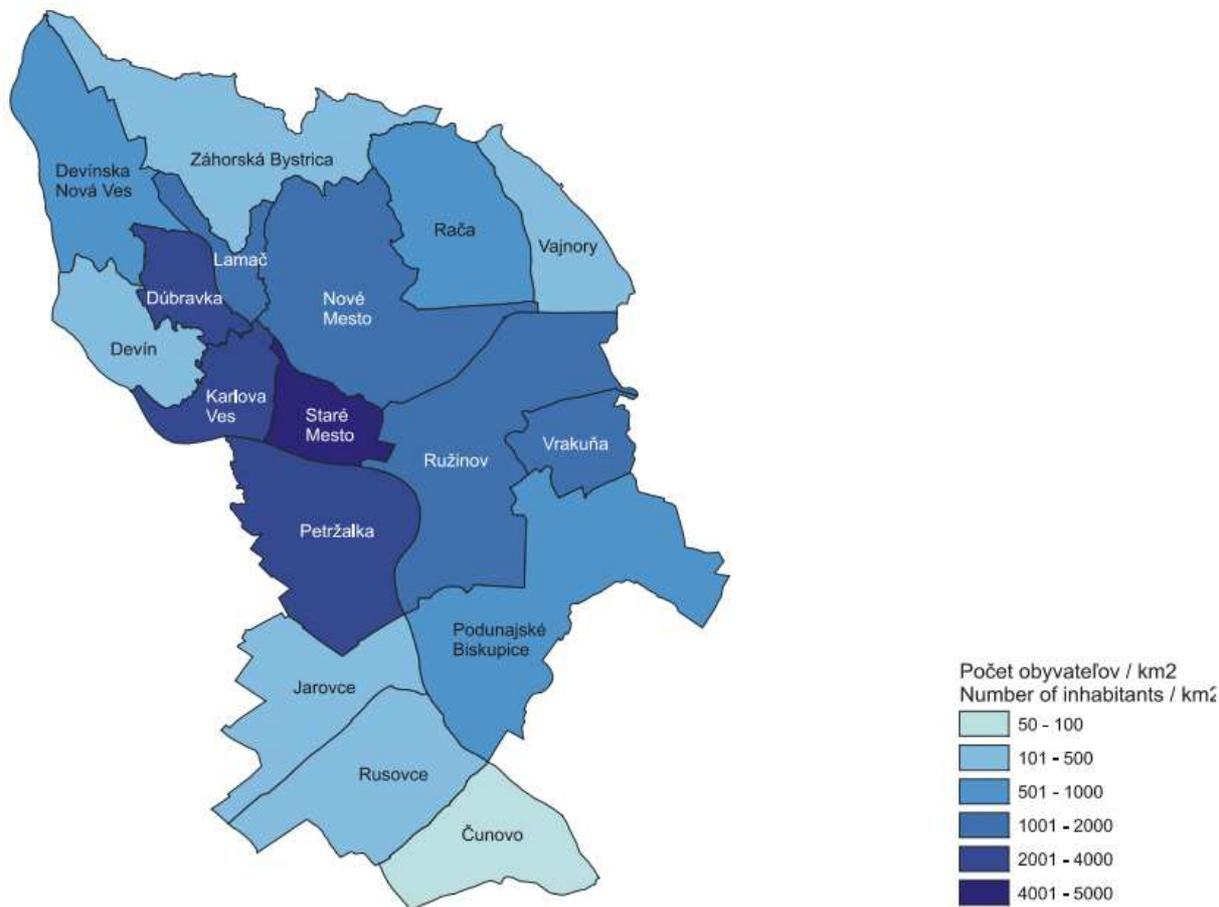 Záhorská Bystrica
Devínska
Nová Ves
Rača
Vajnory
Lamač
Dúbravka
Nové
Mesto
Devín
Karlova
Ves
Staré
Mesto
Vrakuňa
Ružinov
Petržalka
Podunajské
Biskupice
Jarovce
Rusovce
Čunovo
Počet obyvateľov / km2
Number of inhabitants / km2
50 - 100
101 - 500
501 - 1000
1001 - 2000
2001 - 4000
4001 - 5000